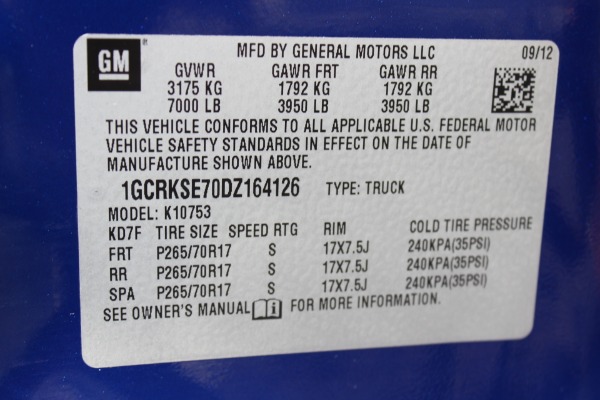 GM
MFD BY GENERAL MOTORS LLC 09/12
GVWR GAWR FRT GAWR RR
3175 KG 1792 KG 1792 KG
7000 LB 3950 LB 3950 LB
THIS VEHICLE CONFORMS TO ALL APPLICABLE U.S. FEDERAL MOTOR
VEHICLE SAFETY STANDARDS IN EFFECT ON THE DATE OF
MANUFACTURE SHOWN ABOVE.
1GCRKSE70DZ164126 TYPE: TRUCK
MODEL: K10753
KD7F TIRE SIZE SPEED RTG RIM COLD TIRE PRESSURE
FRT P265/70R17 S 17X7.5J 240KPA(35PSI)
RR P265/70R17 S 17X7.5J 240KPA(35PSI)
SPA P265/70R17 S 17X7.5J 240KPA(35PSI)
SEE OWNER'S MANUAL FOR MORE INFORMATION.